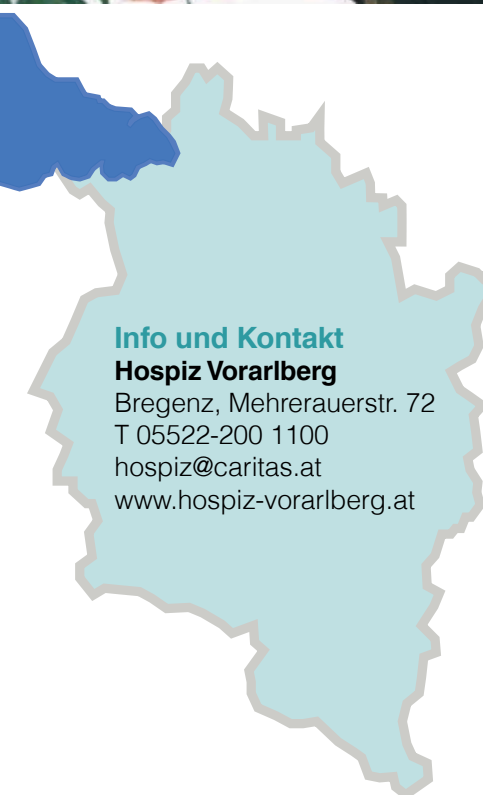 Info und Kontakt
Hospiz Vorarlberg
Bregenz, Mehrerauerstr. 72
T 05522-200 1100
hospiz@caritas.at
www.hospiz-vorarlberg.at